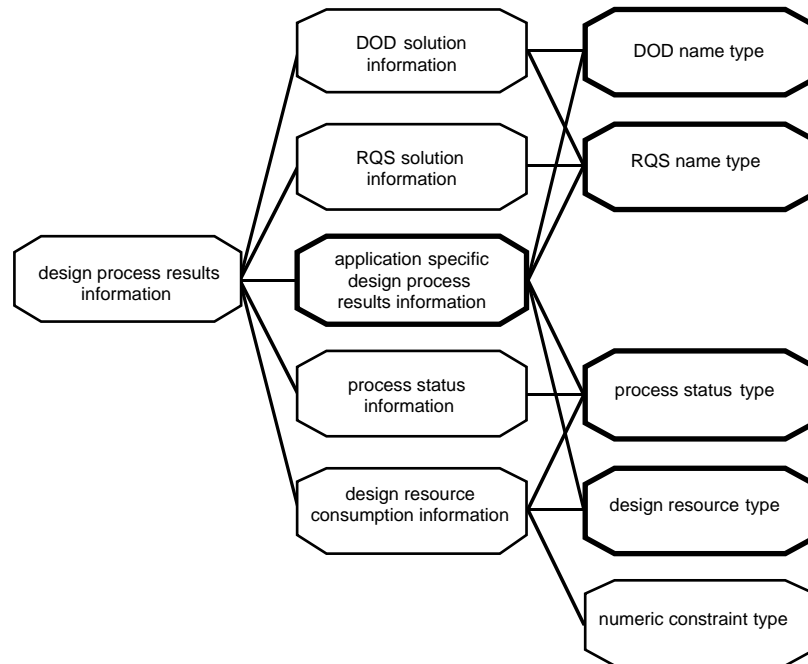 DOD solution
information
DOD name type
RQS solution
information
RQS name type
design process results
information
application specific
design process
results information
process status
information
process status type
design resource
consumption information
design resource type
numeric constraint type